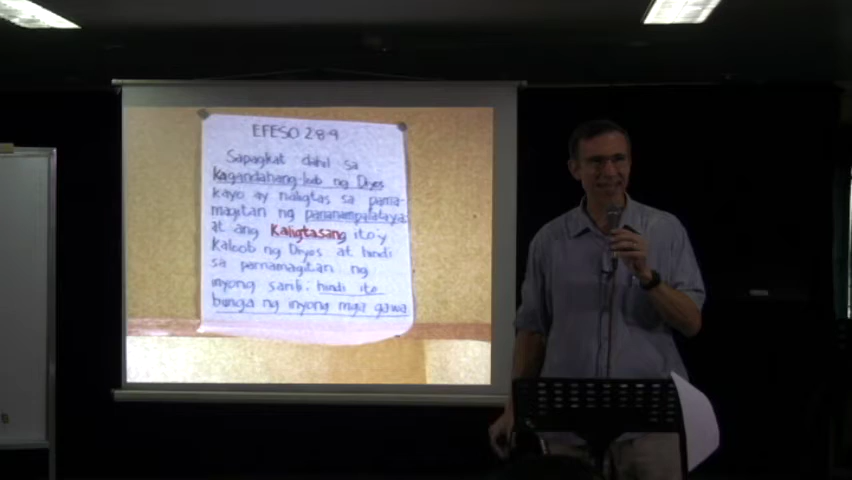 EFESO 2:8-9
Sapagkat dahil sa
kagandahang-loob ng Diyos
kayo ay naligtas sa pama-
magitan ng pananampalataya
at ang Kaligtasang ito'y
kaloob ng Diyos at hindi
sa pamamagitan ng
inyong sarili; hindi ito
bunga ng inyong mga gawa